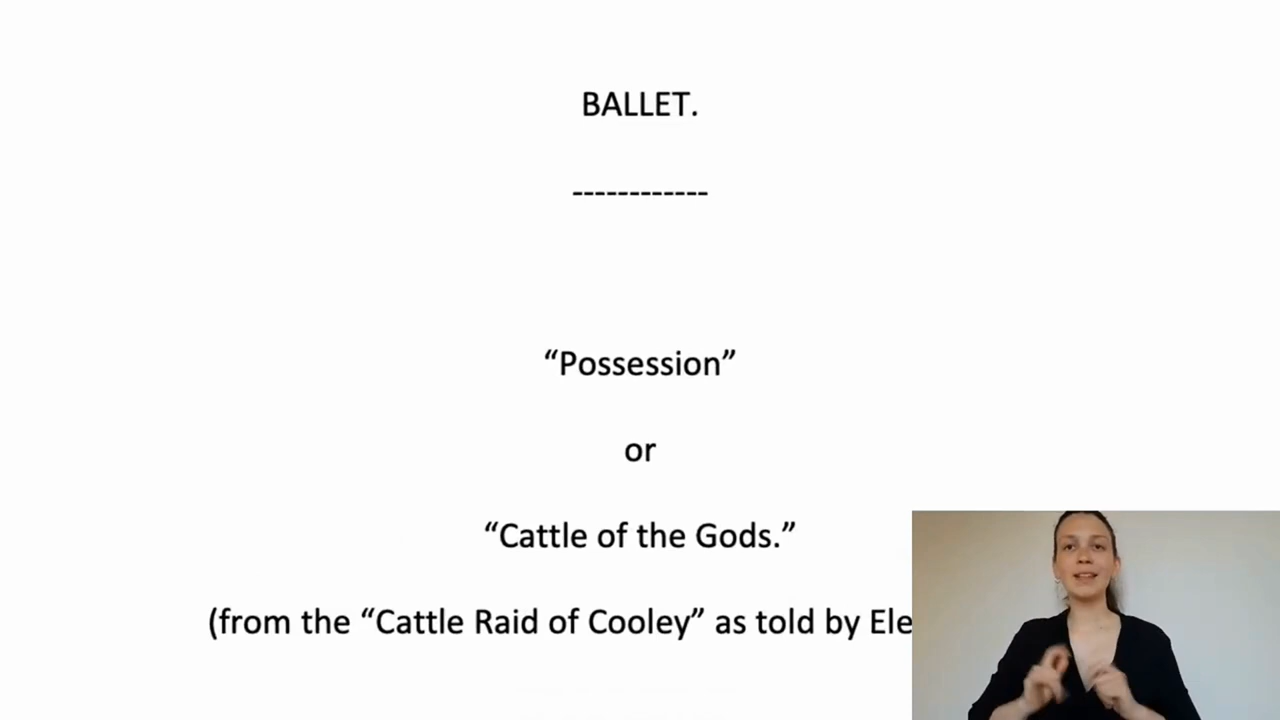 BALLET.
------------
“Possession”
or
“Cattle of the Gods.”
(from the “Cattle Raid of Cooley” as told by Ele